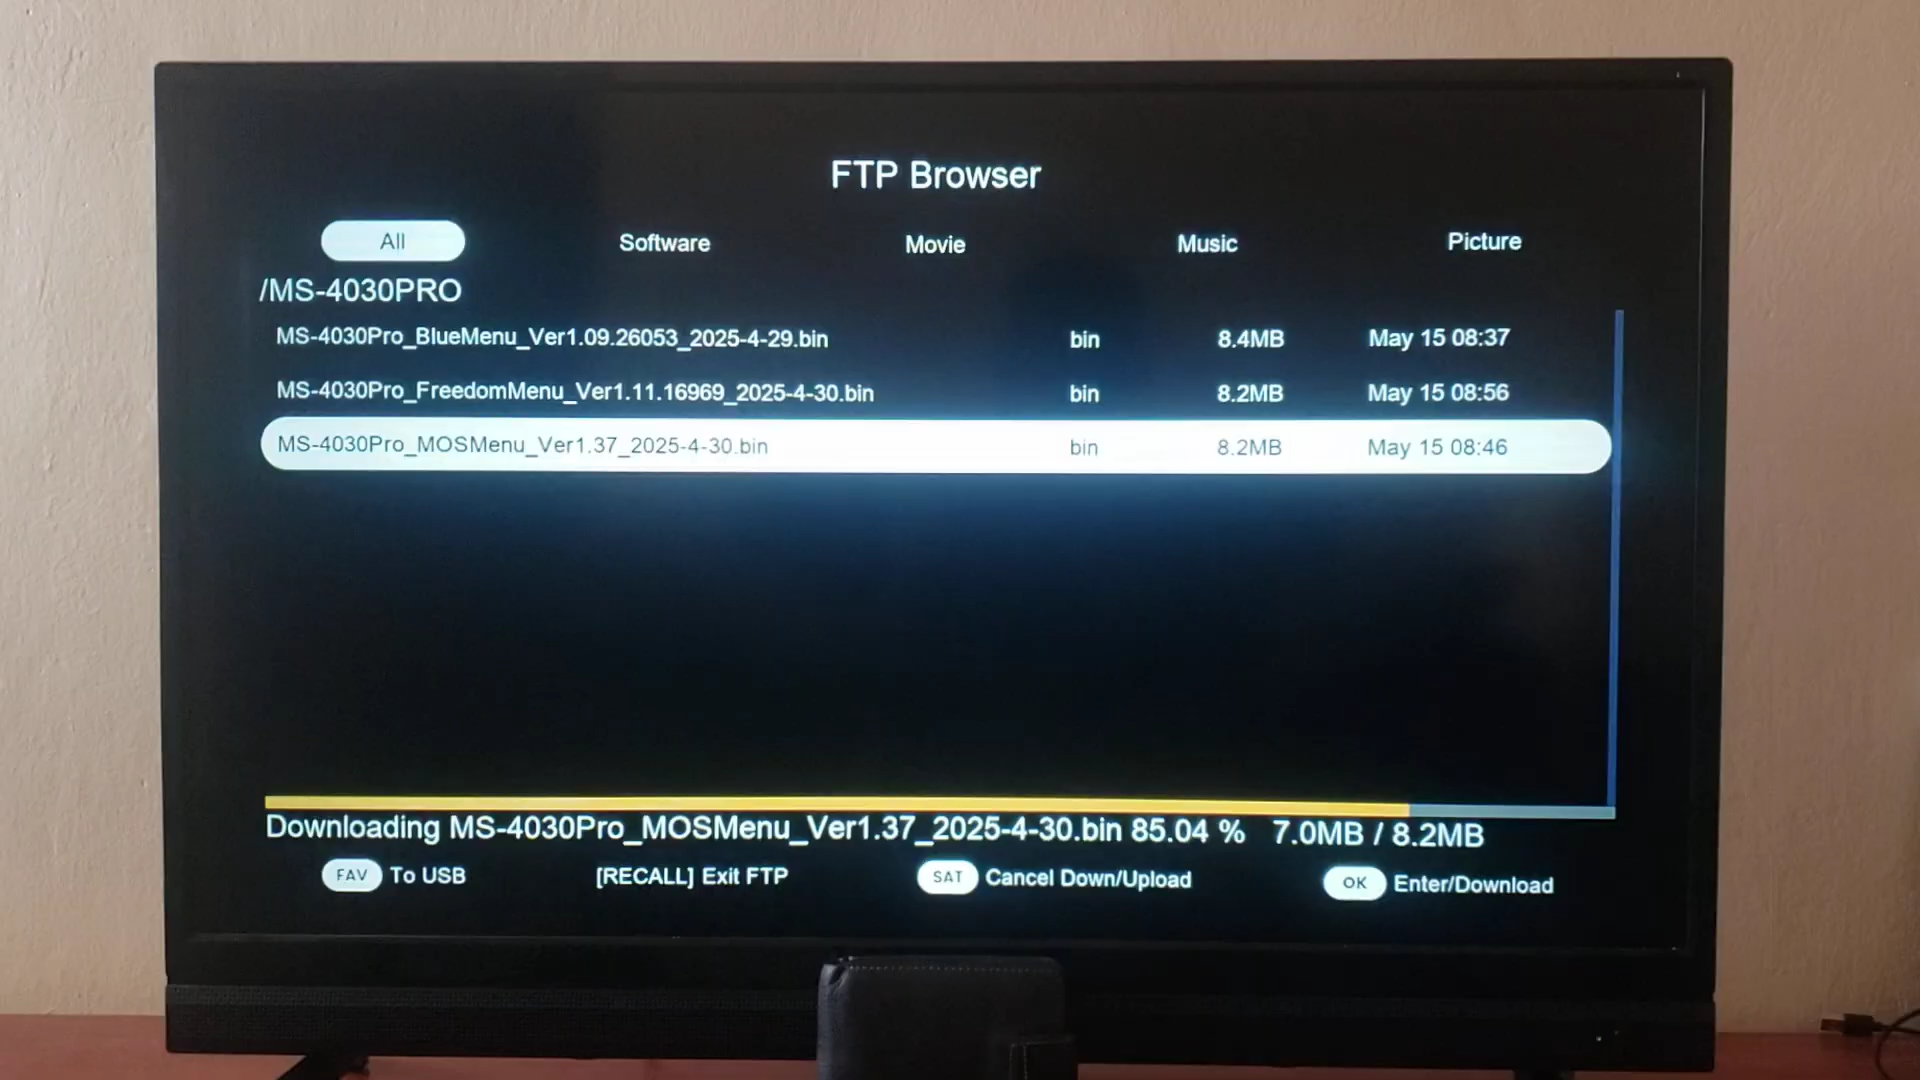 FTP Browser
All Software Movie Music Picture
/MS-4030PRO
MS-4030Pro_BlueMenu_Ver1.09.26053_2025-4-29.bin bin 8.4MB May 15 08:37
MS-4030Pro_FreedomMenu_Ver1.11.16969_2025-4-30.bin bin 8.2MB May 15 08:56
MS-4030Pro_MOSMenu_Ver1.37_2025-4-30.bin bin 8.2MB May 15 08:46
Downloading MS-4030Pro_MOSMenu_Ver1.37_2025-4-30.bin 85.04 % 7.0MB / 8.2MB
FAV To USB [RECALL] Exit FTP SAT Cancel Down/Upload OK Enter/Download